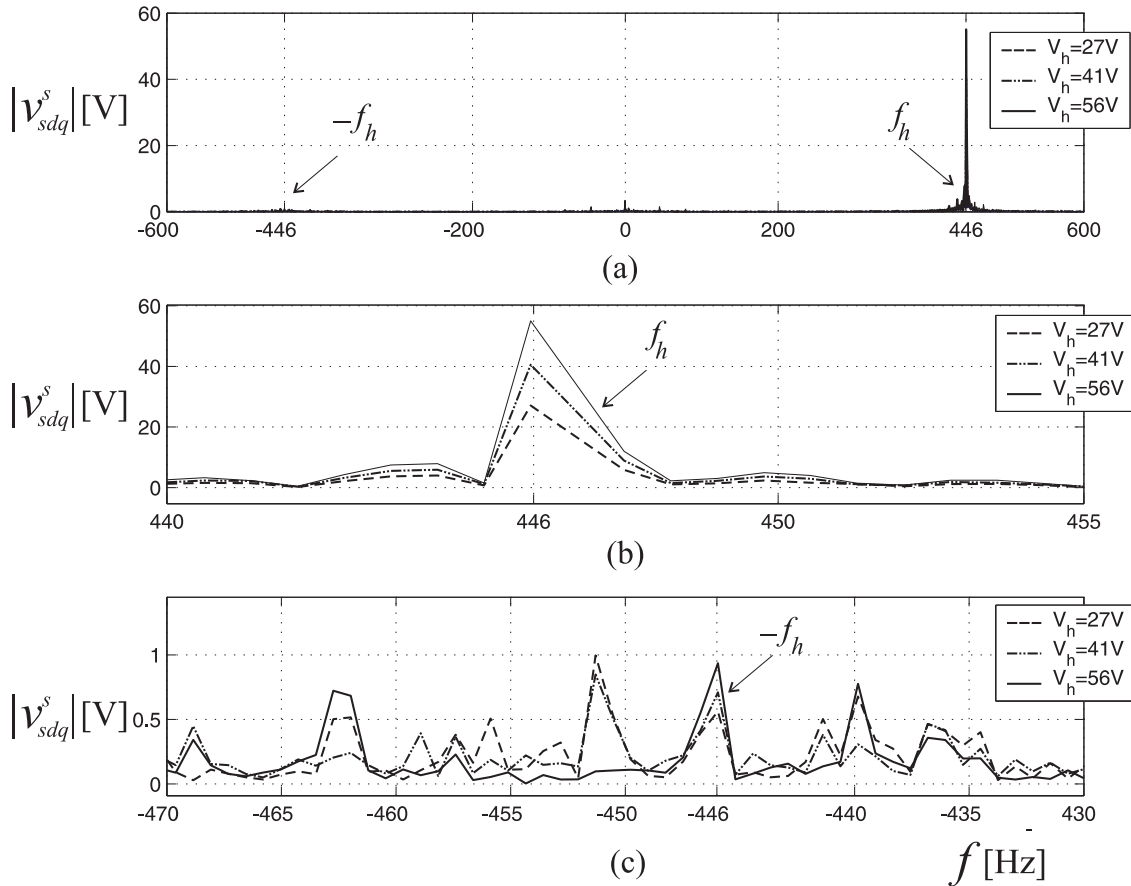 60
40
20
0
|v^s_sdq| [V]
−f_h
f_h
V_h=27V
V_h=41V
V_h=56V
-600 -446 -200 0 200 446 600
(a)
60
40
20
0
|v^s_sdq| [V]
f_h
V_h=27V
V_h=41V
V_h=56V
440 446 450 455
(b)
1
0.5
0
|v^s_sdq| [V]
−f_h
V_h=27V
V_h=41V
V_h=56V
-470 -465 -460 -455 -450 -446 -440 -435 -430
(c)
f [Hz]